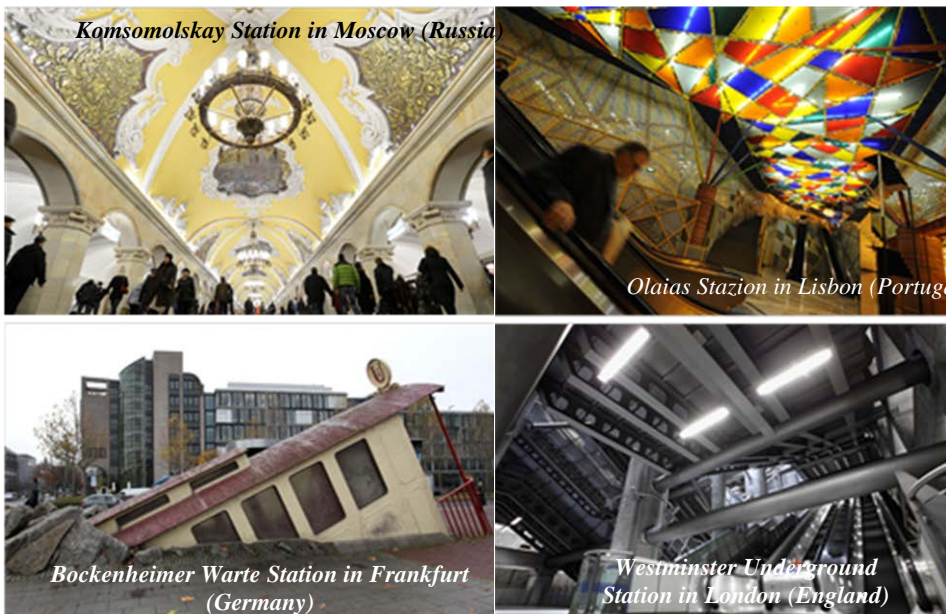 Komsomolskay Station in Moscow (Russia)
Olaias Stazion in Lisbon (Portuga
Bockenheimer Warte Station in Frankfurt
(Germany)
Westminster Underground
Station in London (England)
U